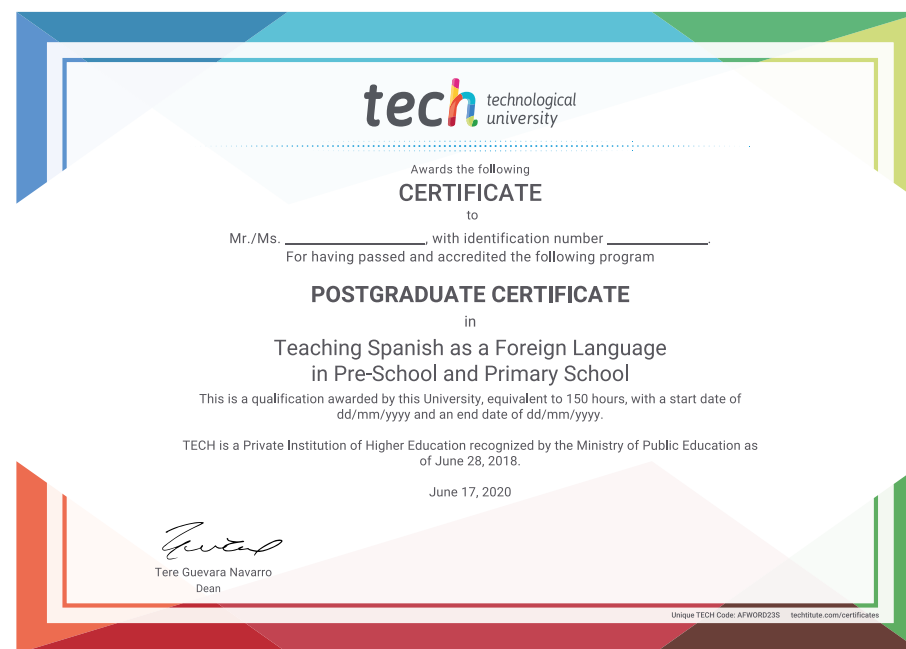 tech technological
university
Awards the following
CERTIFICATE
to
Mr./Ms. ____________________, with identification number ______________.
For having passed and accredited the following program
POSTGRADUATE CERTIFICATE
in
Teaching Spanish as a Foreign Language
in Pre-School and Primary School
This is a qualification awarded by this University, equivalent to 150 hours, with a start date of
dd/mm/yyyy and an end date of dd/mm/yyyy.
TECH is a Private Institution of Higher Education recognized by the Ministry of Public Education as
of June 28, 2018.
June 17, 2020
Tere Guevara Navarro
Dean
Unique TECH Code: AFWORD23S techtitute.com/certificates